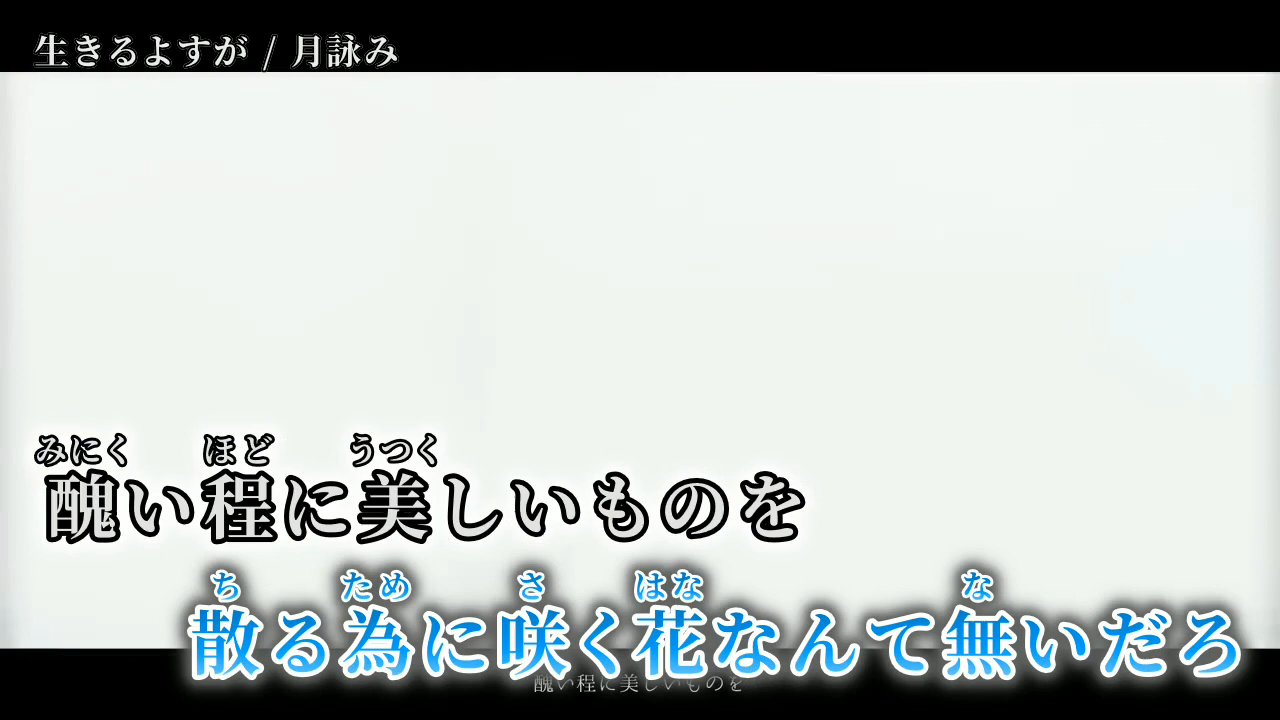 生きるよすが / 月詠み
みにく ほど うつく
醜い程に美しいものを
ち ため さ はな な
散る為に咲く花なんて無いだろ
醜い程に美しいものを